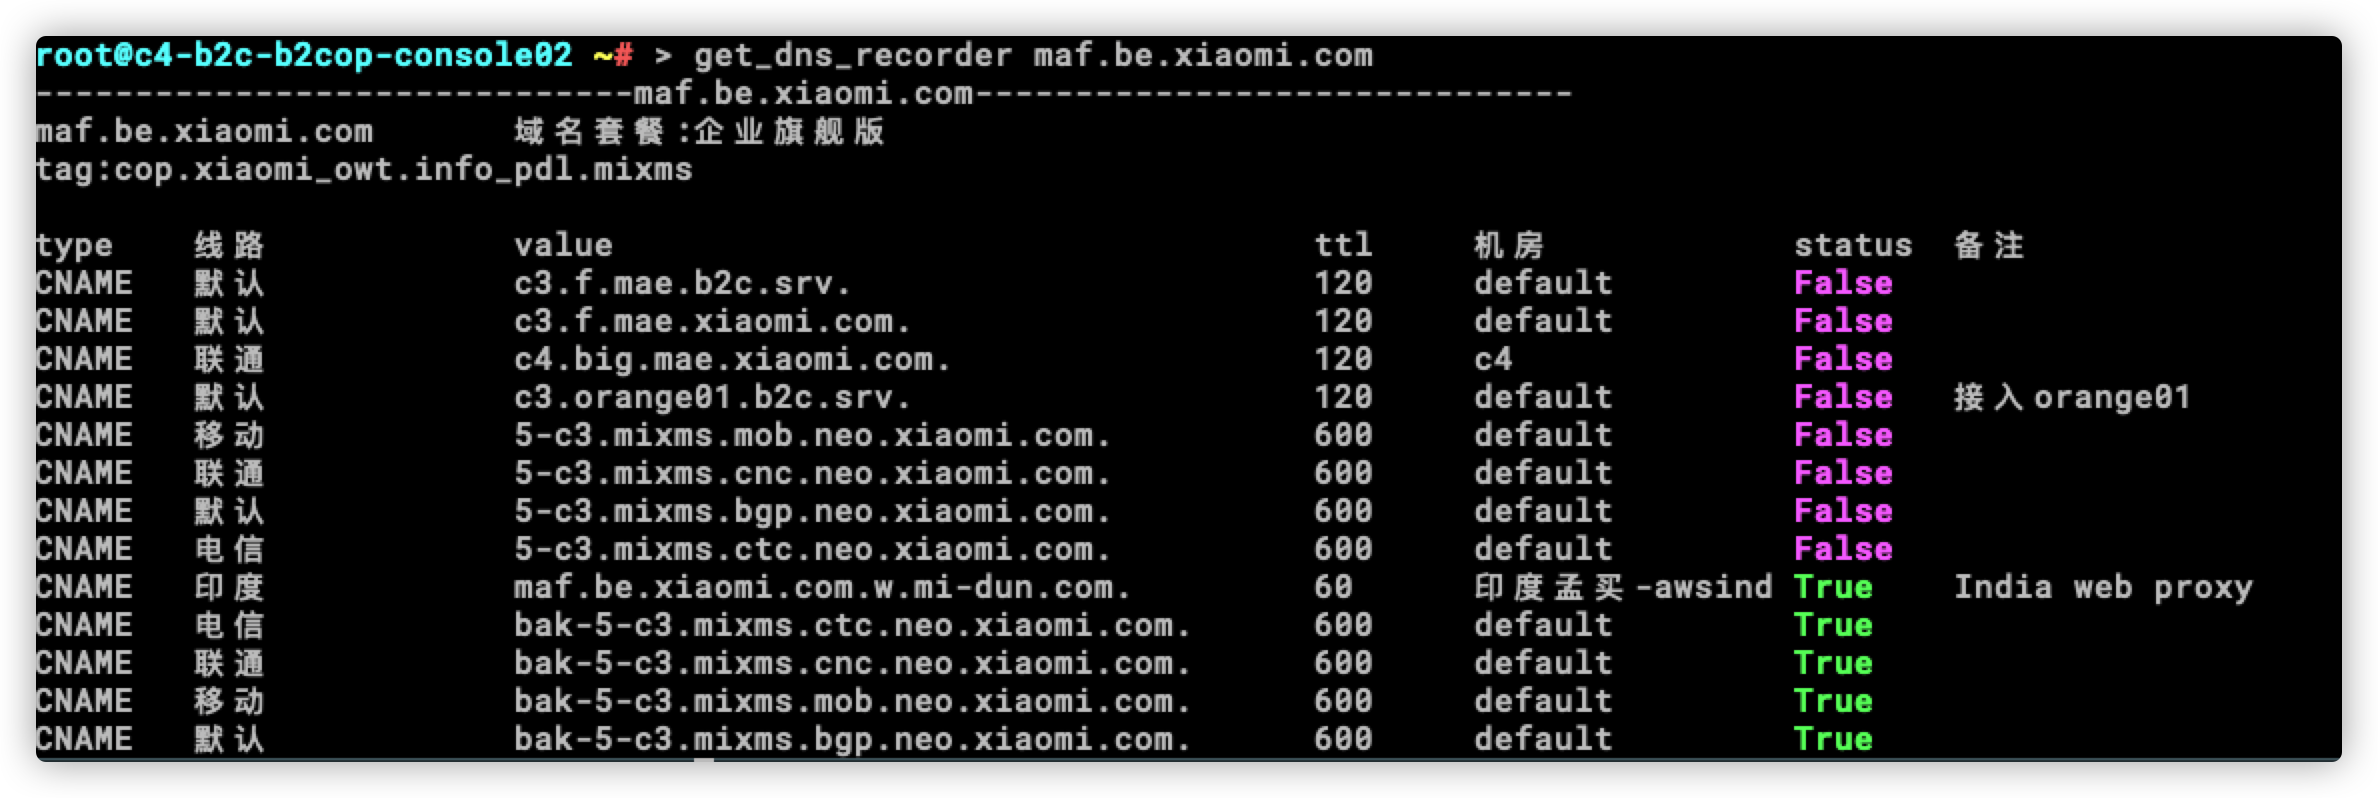 root@c4-b2c-b2cop-console02 ~# > get_dns_recorder maf.be.xiaomi.com
------------------------------maf.be.xiaomi.com------------------------------
maf.be.xiaomi.com 域名套餐:企业旗舰版
tag:cop.xiaomi_owt.info_pdl.mixms
type 线路 value ttl 机房 status 备注
CNAME 默认 c3.f.mae.b2c.srv. 120 default False
CNAME 默认 c3.f.mae.xiaomi.com. 120 default False
CNAME 联通 c4.big.mae.xiaomi.com. 120 c4 False
CNAME 默认 c3.orange01.b2c.srv. 120 default False 接入orange01
CNAME 移动 5-c3.mixms.mob.neo.xiaomi.com. 600 default False
CNAME 联通 5-c3.mixms.cnc.neo.xiaomi.com. 600 default False
CNAME 默认 5-c3.mixms.bgp.neo.xiaomi.com. 600 default False
CNAME 电信 5-c3.mixms.ctc.neo.xiaomi.com. 600 default False
CNAME 印度 maf.be.xiaomi.com.w.mi-dun.com. 60 印度孟买-awsind True India web proxy
CNAME 电信 bak-5-c3.mixms.ctc.neo.xiaomi.com. 600 default True
CNAME 联通 bak-5-c3.mixms.cnc.neo.xiaomi.com. 600 default True
CNAME 移动 bak-5-c3.mixms.mob.neo.xiaomi.com. 600 default True
CNAME 默认 bak-5-c3.mixms.bgp.neo.xiaomi.com. 600 default True